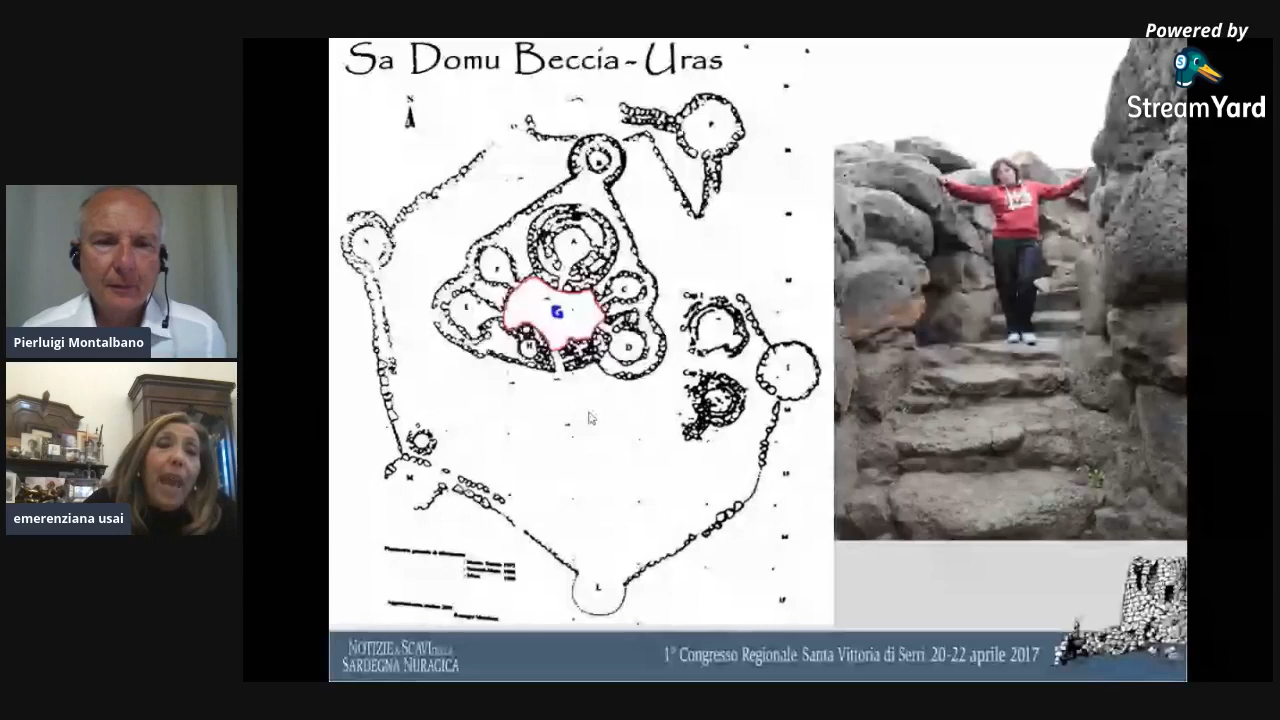 Powered by
StreamYard
Sa Domu Beccia - Uras
N
G
H
D
L
M
Pierluigi Montalbano
emerenziana usai
NOTIZIE & SCAVI DELLA
SARDEGNA NURAGICA
1° Congresso Regionale Santa Vittoria di Serri 20-22 aprile 2017